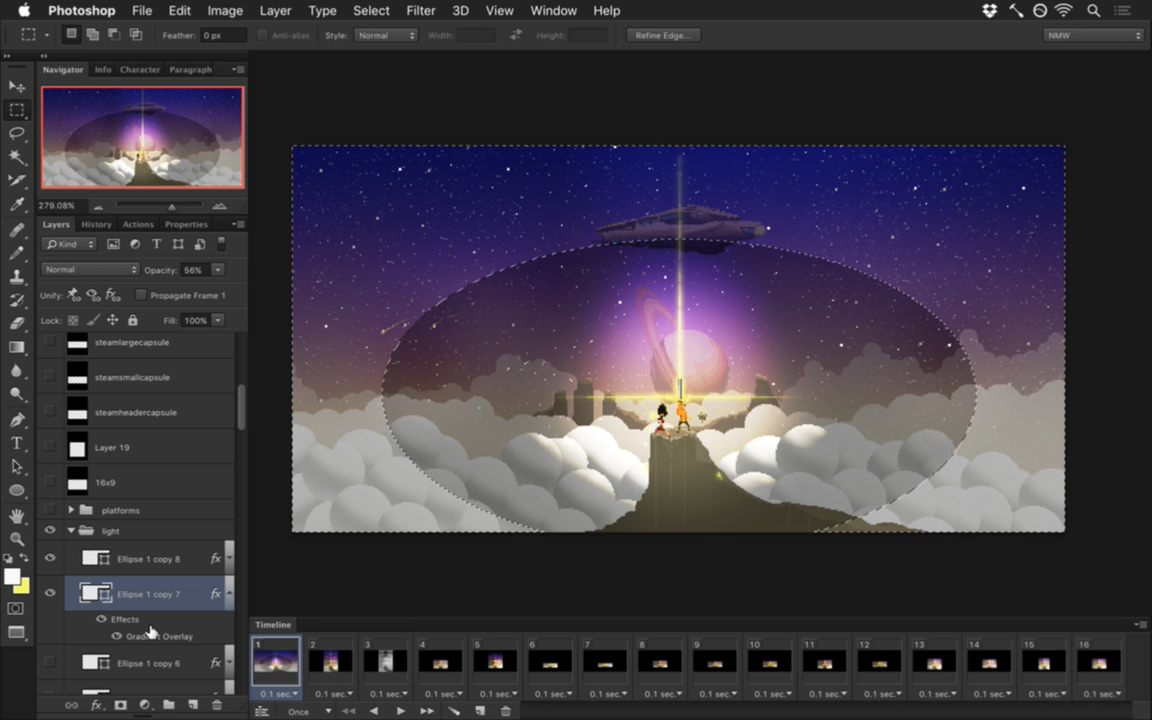 Photoshop File Edit Image Layer Type Select Filter 3D View Window Help
Feather: 0 px Anti-alias Style: Normal Width: Height: Refine Edge... NMW
Navigator Info Character Paragraph
279.08%
Layers History Actions Properties
Kind
Normal Opacity: 56%
Unify: Propagate Frame 1
Lock: Fill: 100%
steamlargecapsule
steamsmallcapsule
steamheadercapsule
Layer 19
16x9
platforms
light
Ellipse 1 copy 8 fx
Ellipse 1 copy 7 fx
Effects
Overlay
Ellipse 1 copy 6 fx
fx
Timeline
1 2 3 4 5 6 7 8 9 10 11 12 13 14 15 16
0.1 sec. 0.1 sec. 0.1 sec. 0.1 sec. 0.1 sec. 0.1 sec. 0.1 sec. 0.1 sec. 0.1 sec. 0.1 sec. 0.1 sec. 0.1 sec. 0.1 sec. 0.1 sec. 0.1 sec. 0.1 sec.
Once